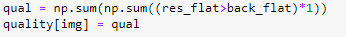 qual = np.sum(np.sum((res_flat>back_flat)*1))
quality[img] = qual